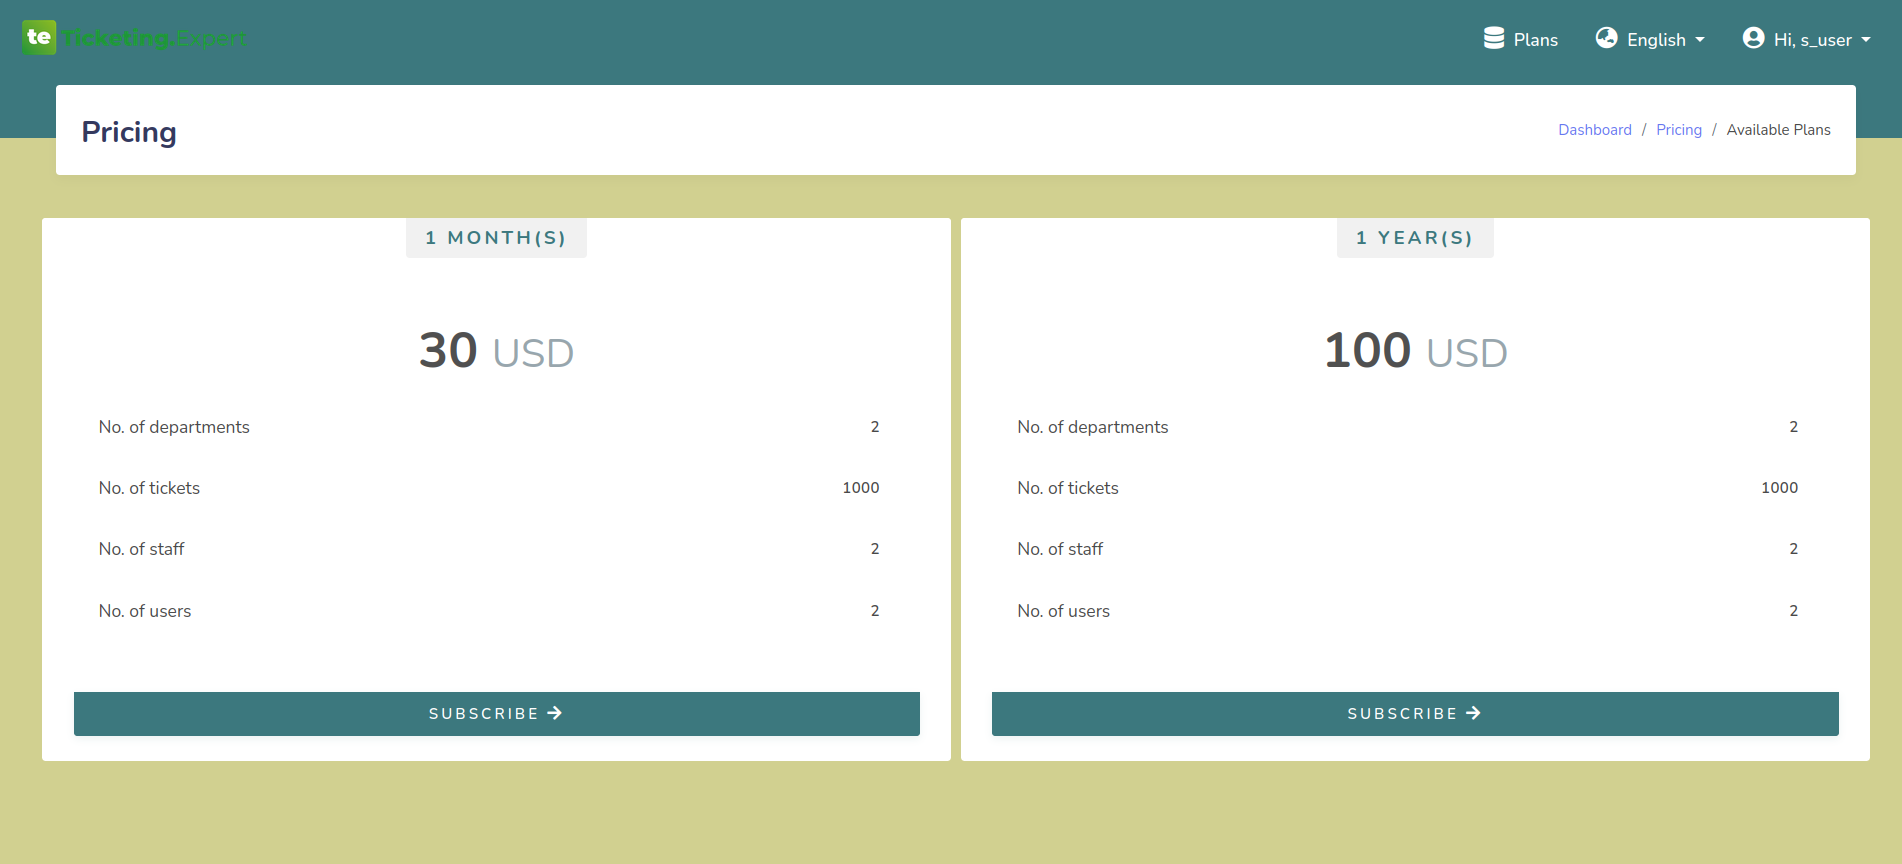 te Ticketing.Expert
Plans
English
Hi, s_user
Pricing
Dashboard / Pricing / Available Plans
1 MONTH(S)
30 USD
No. of departments 2
No. of tickets 1000
No. of staff 2
No. of users 2
SUBSCRIBE
1 YEAR(S)
100 USD
No. of departments 2
No. of tickets 1000
No. of staff 2
No. of users 2
SUBSCRIBE